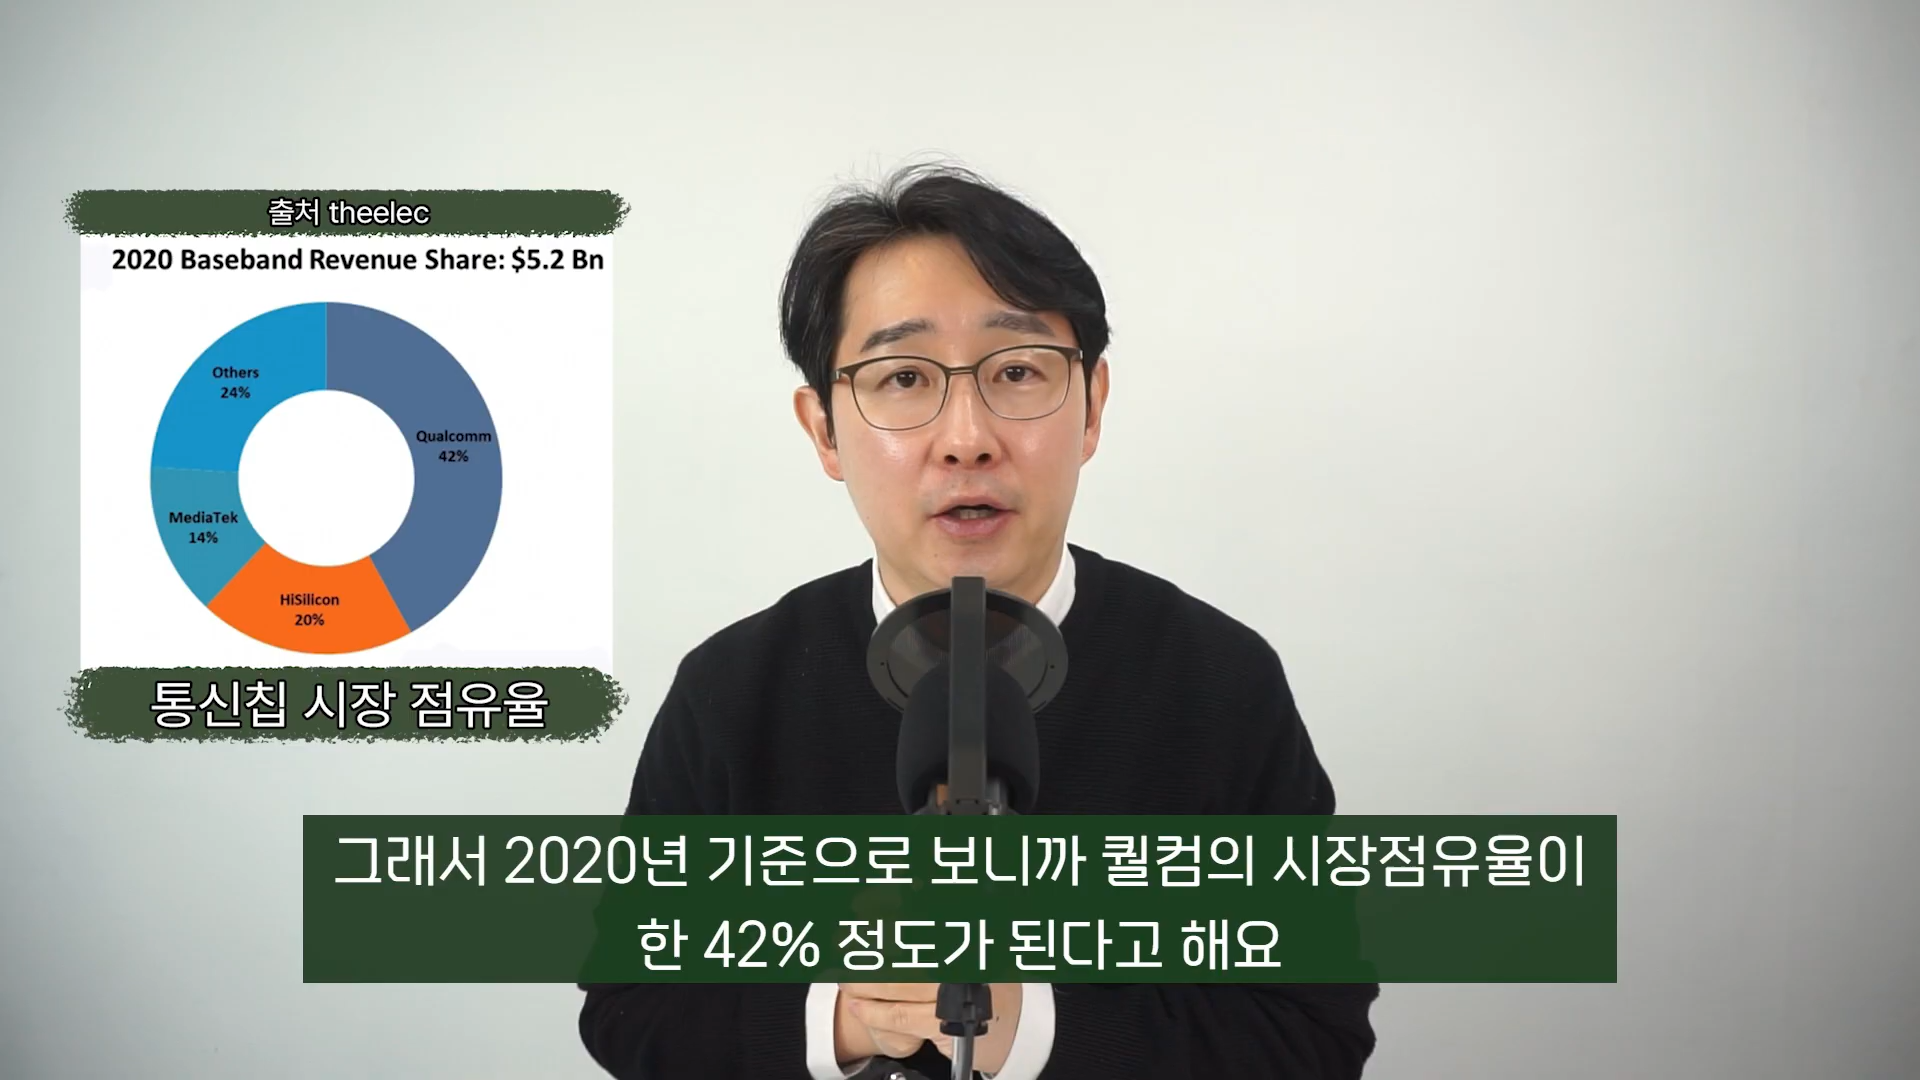 출처 theelec
2020 Baseband Revenue Share: $5.2 Bn
Others
24%
Qualcomm
42%
MediaTek
14%
HiSilicon
20%
통신칩 시장 점유율
그래서 2020년 기준으로 보니까 퀄컴의 시장점유율이
한 42% 정도가 된다고 해요